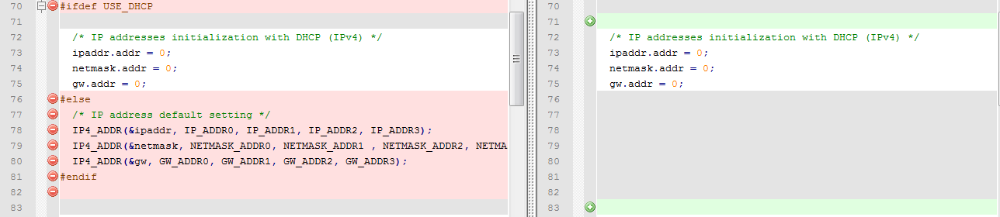 70 #ifdef USE_DHCP
71
72 /* IP addresses initialization with DHCP (IPv4) */
73 ipaddr.addr = 0;
74 netmask.addr = 0;
75 gw.addr = 0;
76 #else
77 /* IP address default setting */
78 IP4_ADDR(&ipaddr, IP_ADDR0, IP_ADDR1, IP_ADDR2, IP_ADDR3);
79 IP4_ADDR(&netmask, NETMASK_ADDR0, NETMASK_ADDR1 , NETMASK_ADDR2, NETMA
80 IP4_ADDR(&gw, GW_ADDR0, GW_ADDR1, GW_ADDR2, GW_ADDR3);
81 #endif
82
83
70
71
72 /* IP addresses initialization with DHCP (IPv4) */
73 ipaddr.addr = 0;
74 netmask.addr = 0;
75 gw.addr = 0;
76
77
78
79
80
81
82
83